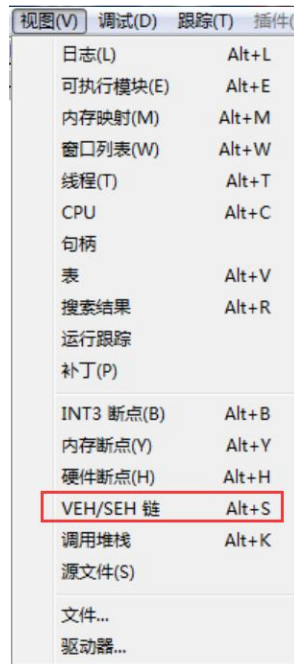 视图(V) 调试(D) 跟踪(T) 插件(
日志(L) Alt+L
可执行模块(E) Alt+E
内存映射(M) Alt+M
窗口列表(W) Alt+W
线程(T) Alt+T
CPU Alt+C
句柄
表 Alt+V
搜索结果 Alt+R
运行跟踪
补丁(P)
INT3 断点(B) Alt+B
内存断点(Y) Alt+Y
硬件断点(H) Alt+H
VEH/SEH 链 Alt+S
调用堆栈 Alt+K
源文件(S)
文件...
驱动器...